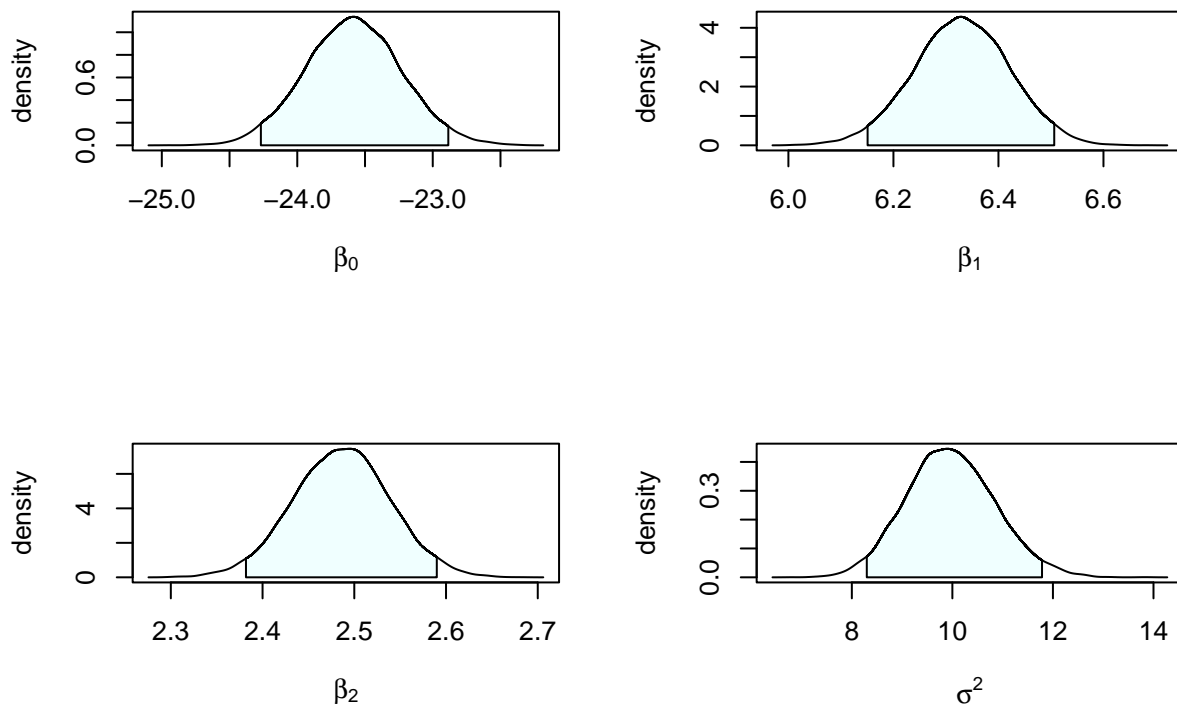 density
0.0 0.6
−25.0 −24.0 −23.0
β₀
density
0 2 4
6.0 6.2 6.4 6.6
β₁
density
0 4
2.3 2.4 2.5 2.6 2.7
β₂
density
0.0 0.3
8 10 12 14
σ²